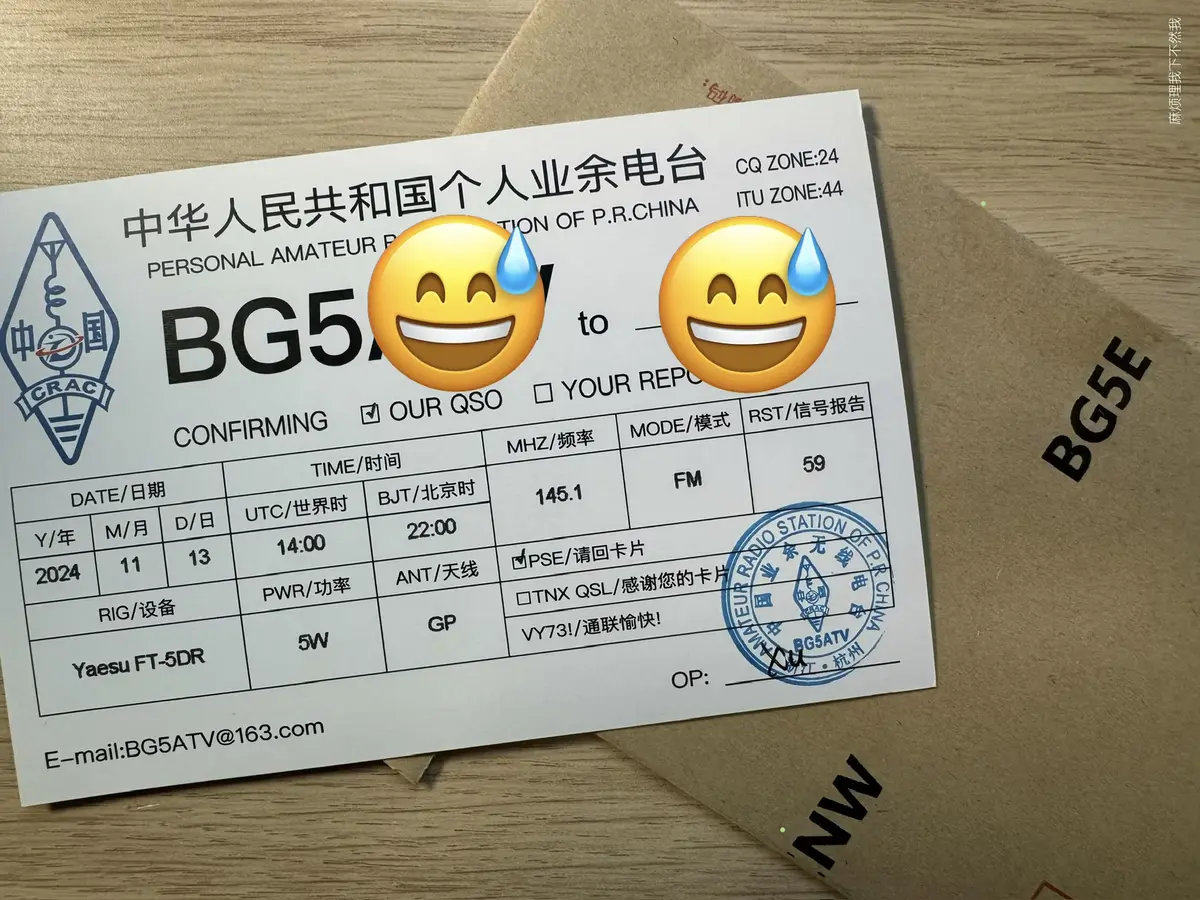 麻烦理我下不然我
中华人民共和国个人业余电台
CQ ZONE:24
PERSONAL AMATEUR
TION OF P.R.CHINA
ITU ZONE:44
中国
CRAC
BG5
to
CONFIRMING ☑ OUR QSO ☐ YOUR REPO
DATE/日期
TIME/时间
MHZ/频率
MODE/模式
RST/信号报告
Y/年
M/月
D/日
UTC/世界时
BJT/北京时
145.1
FM
59
2024
11
13
14:00
22:00
RIG/设备
PWR/功率
ANT/天线
☑PSE/请回卡片
☐TNX QSL/感谢您的卡片
VY73!/通联愉快!
Yaesu FT-5DR
5W
GP
AMATEUR RADIO STATION OF P.R.CHINA
中国业余无线电台
BG5ATV
杭州
OP:
E-mail:BG5ATV@163.com
BG5E
NW